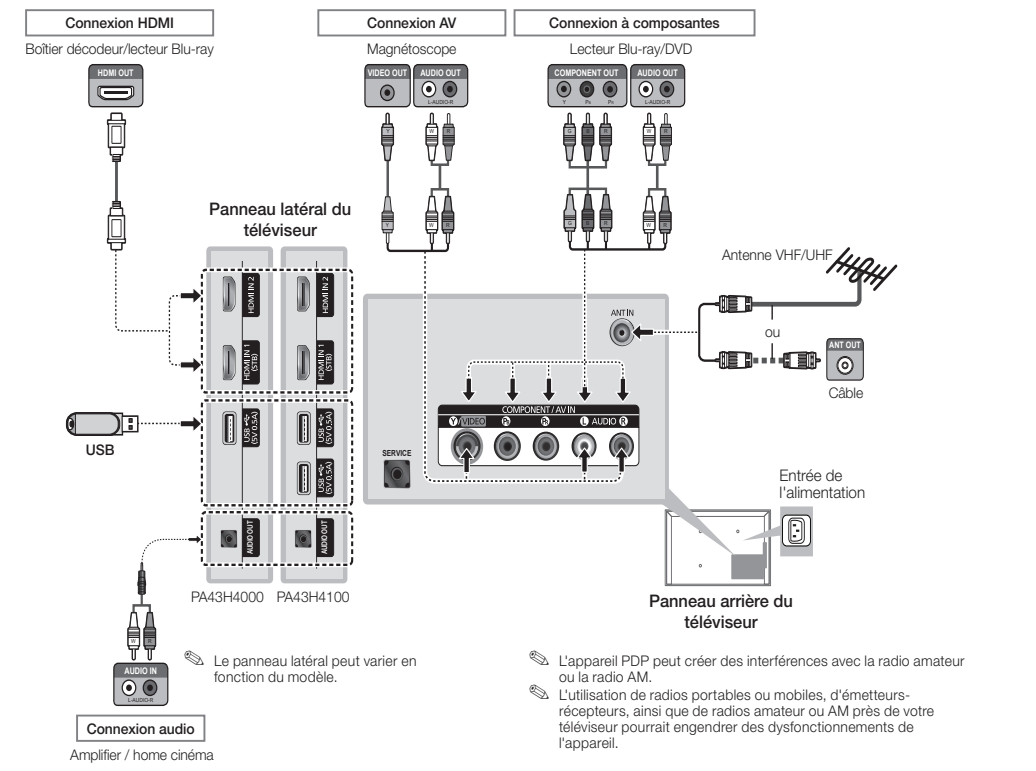 Connexion HDMI
Boîtier décodeur/lecteur Blu-ray
HDMI OUT
Connexion AV
Magnétoscope
VIDEO OUT
AUDIO OUT
L-AUDIO-R
Y
W
R
Y
W
R
Connexion à composantes
Lecteur Blu-ray/DVD
COMPONENT OUT
AUDIO OUT
Y
PB
PR
L-AUDIO-R
G
B
R
W
R
G
B
R
W
R
Panneau latéral du
téléviseur
HDMI IN 2
HDMI IN 2
HDMI IN 1
(STB)
HDMI IN 1
(STB)
USB
(5V 0.5A)
USB
(5V 0.5A)
USB
(5V 0.5A)
AUDIO OUT
AUDIO OUT
PA43H4000
PA43H4100
USB
W
R
AUDIO IN
L-AUDIO-R
Connexion audio
Amplifier / home cinéma
Le panneau latéral peut varier en
fonction du modèle.
Antenne VHF/UHF
ANT IN
ou
ANT OUT
Câble
COMPONENT / AV IN
Y/VIDEO
PB
PR
L AUDIO R
SERVICE
Entrée de
l'alimentation
Panneau arrière du
téléviseur
L'appareil PDP peut créer des interférences avec la radio amateur
ou la radio AM.
L'utilisation de radios portables ou mobiles, d'émetteurs-
récepteurs, ainsi que de radios amateur ou AM près de votre
téléviseur pourrait engendrer des dysfonctionnements de
l'appareil.